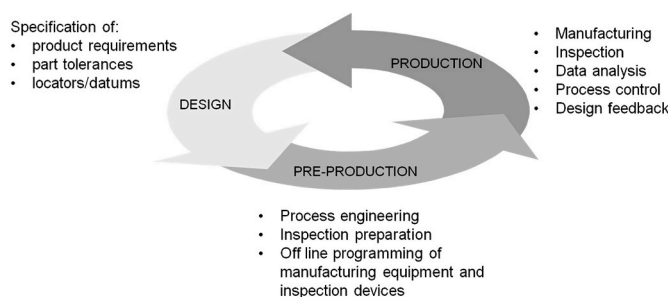 Specification of:
• product requirements
• part tolerances
• locators/datums
DESIGN
PRODUCTION
• Manufacturing
• Inspection
• Data analysis
• Process control
• Design feedback
PRE-PRODUCTION
• Process engineering
• Inspection preparation
• Off line programming of
manufacturing equipment and
inspection devices